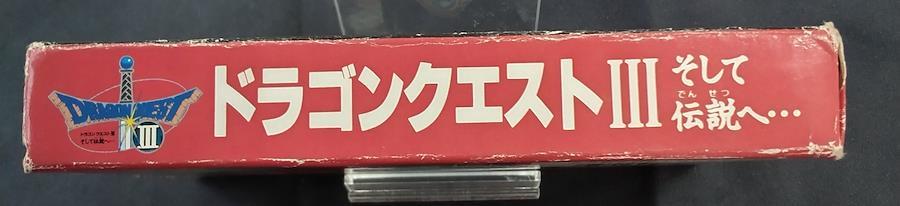 DRAGON QUEST
III
ドラゴンクエストIII
そして伝説へ…
ドラゴンクエストIII
そして
でんせつ
伝説へ…